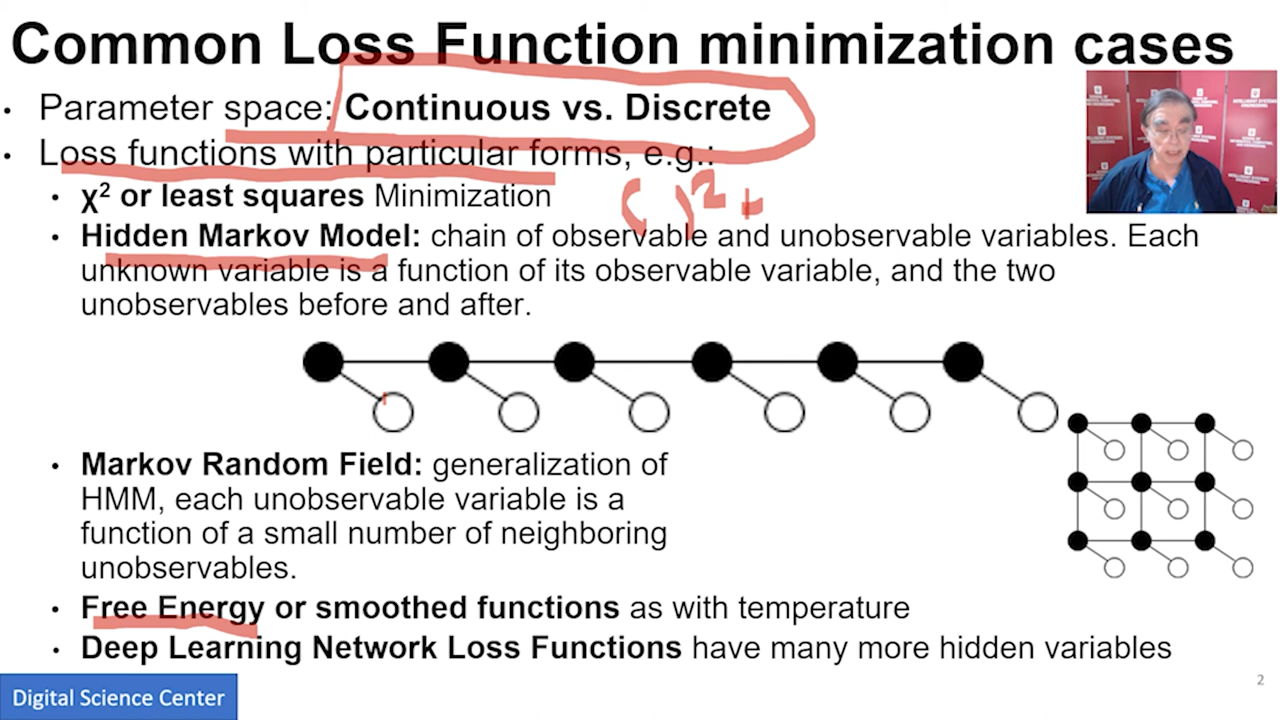 Common Loss Function minimization cases
• Parameter space: Continuous vs. Discrete
• Loss functions with particular forms, e.g.:
• χ² or least squares Minimization
( )² +
• Hidden Markov Model: chain of observable and unobservable variables. Each
unknown variable is a function of its observable variable, and the two
unobservables before and after.
• Markov Random Field: generalization of
HMM, each unobservable variable is a
function of a small number of neighboring
unobservables.
• Free Energy or smoothed functions as with temperature
• Deep Learning Network Loss Functions have many more hidden variables
Digital Science Center
2